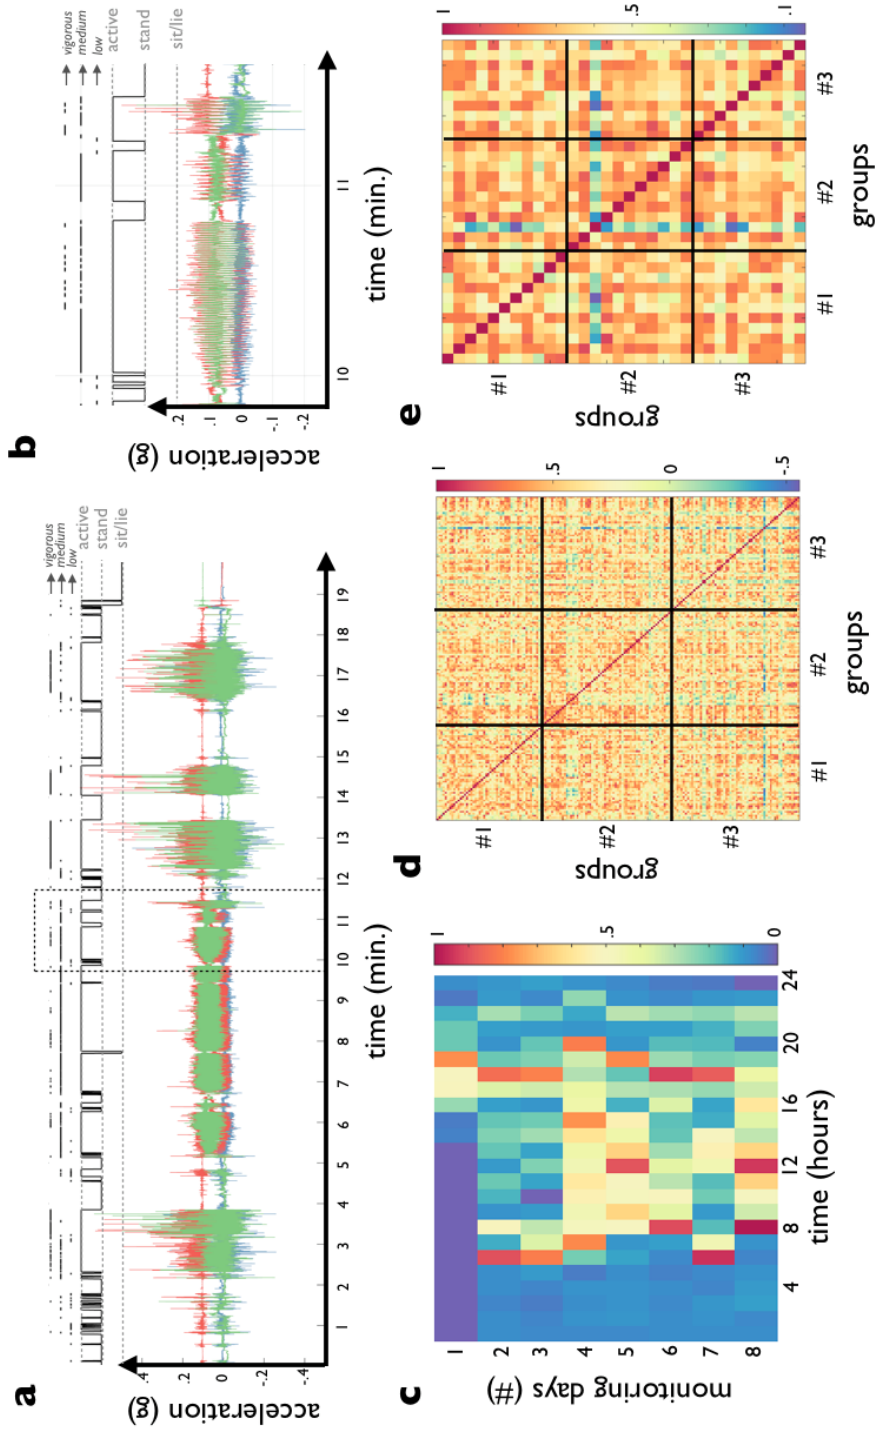 a
vigorous
medium
low
active
stand
sit/lie
.4
.2
0
-.2
-.4
acceleration (g)
1 2 3 4 5 6 7 8 9 10 11 12 13 14 15 16 17 18 19
time (min.)
b
vigorous
medium
low
active
stand
sit/lie
.2
.1
0
-.1
-.2
acceleration (g)
10 11
time (min.)
c
1
2
3
4
5
6
7
8
monitoring days (#)
4 8 12 16 20 24
time (hours)
1
.5
0
d
#1
#2
#3
groups
#1 #2 #3
groups
1
.5
0
-.5
e
#1
#2
#3
groups
#1 #2 #3
groups
1
.5
.1